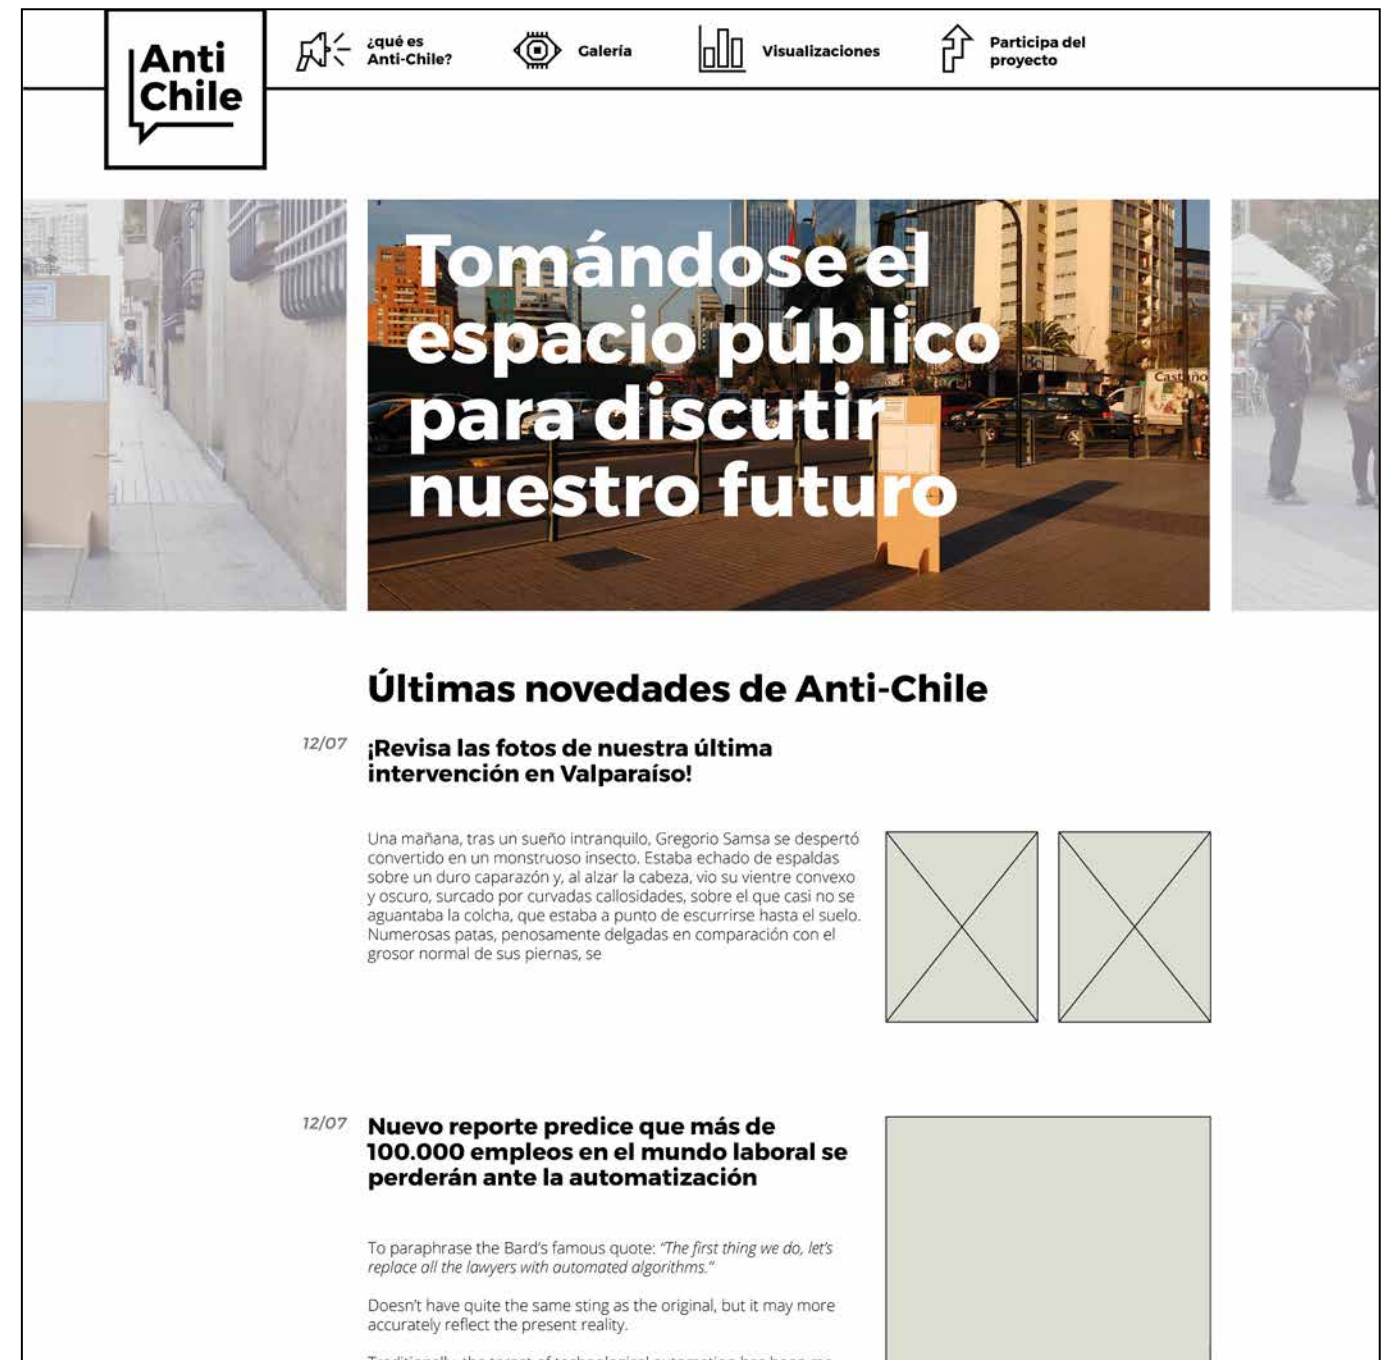 Anti
Chile
¿qué es
Anti-Chile?
Galería
Visualizaciones
Participa del
proyecto
Tomándose el
espacio público
para discutir
nuestro futuro
Castaño
Últimas novedades de Anti-Chile
12/07
¡Revisa las fotos de nuestra última
intervención en Valparaíso!
Una mañana, tras un sueño intranquilo, Gregorio Samsa se despertó
convertido en un monstruoso insecto. Estaba echado de espaldas
sobre un duro caparazón y, al alzar la cabeza, vio su vientre convexo
y oscuro, surcado por curvadas callosidades, sobre el que casi no se
aguantaba la colcha, que estaba a punto de escurrirse hasta el suelo.
Numerosas patas, penosamente delgadas en comparación con el
grosor normal de sus piernas, se
12/07
Nuevo reporte predice que más de
100.000 empleos en el mundo laboral se
perderán ante la automatización
To paraphrase the Bard's famous quote: "The first thing we do, let's
replace all the lawyers with automated algorithms."
Doesn't have quite the same sting as the original, but it may more
accurately reflect the present reality.